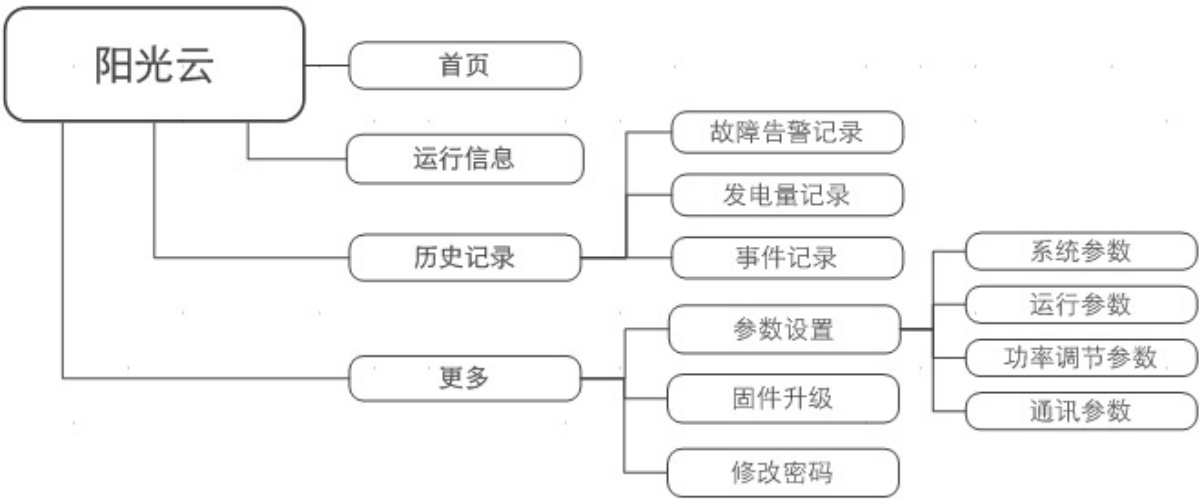 阳光云
首页
运行信息
历史记录
故障告警记录
发电量记录
事件记录
更多
参数设置
系统参数
运行参数
功率调节参数
通讯参数
固件升级
修改密码